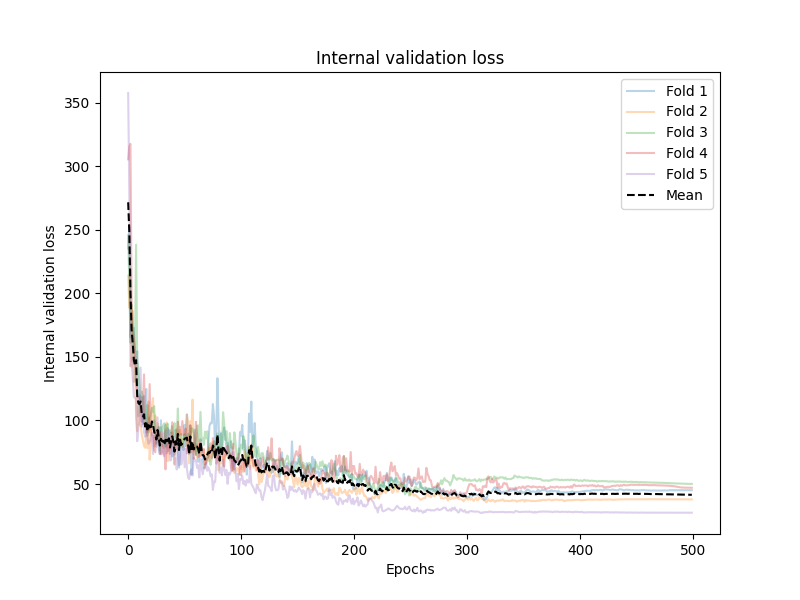 Internal validation loss
Internal validation loss
350
300
250
200
150
100
50
0
100
200
300
400
500
Epochs
Fold 1
Fold 2
Fold 3
Fold 4
Fold 5
Mean